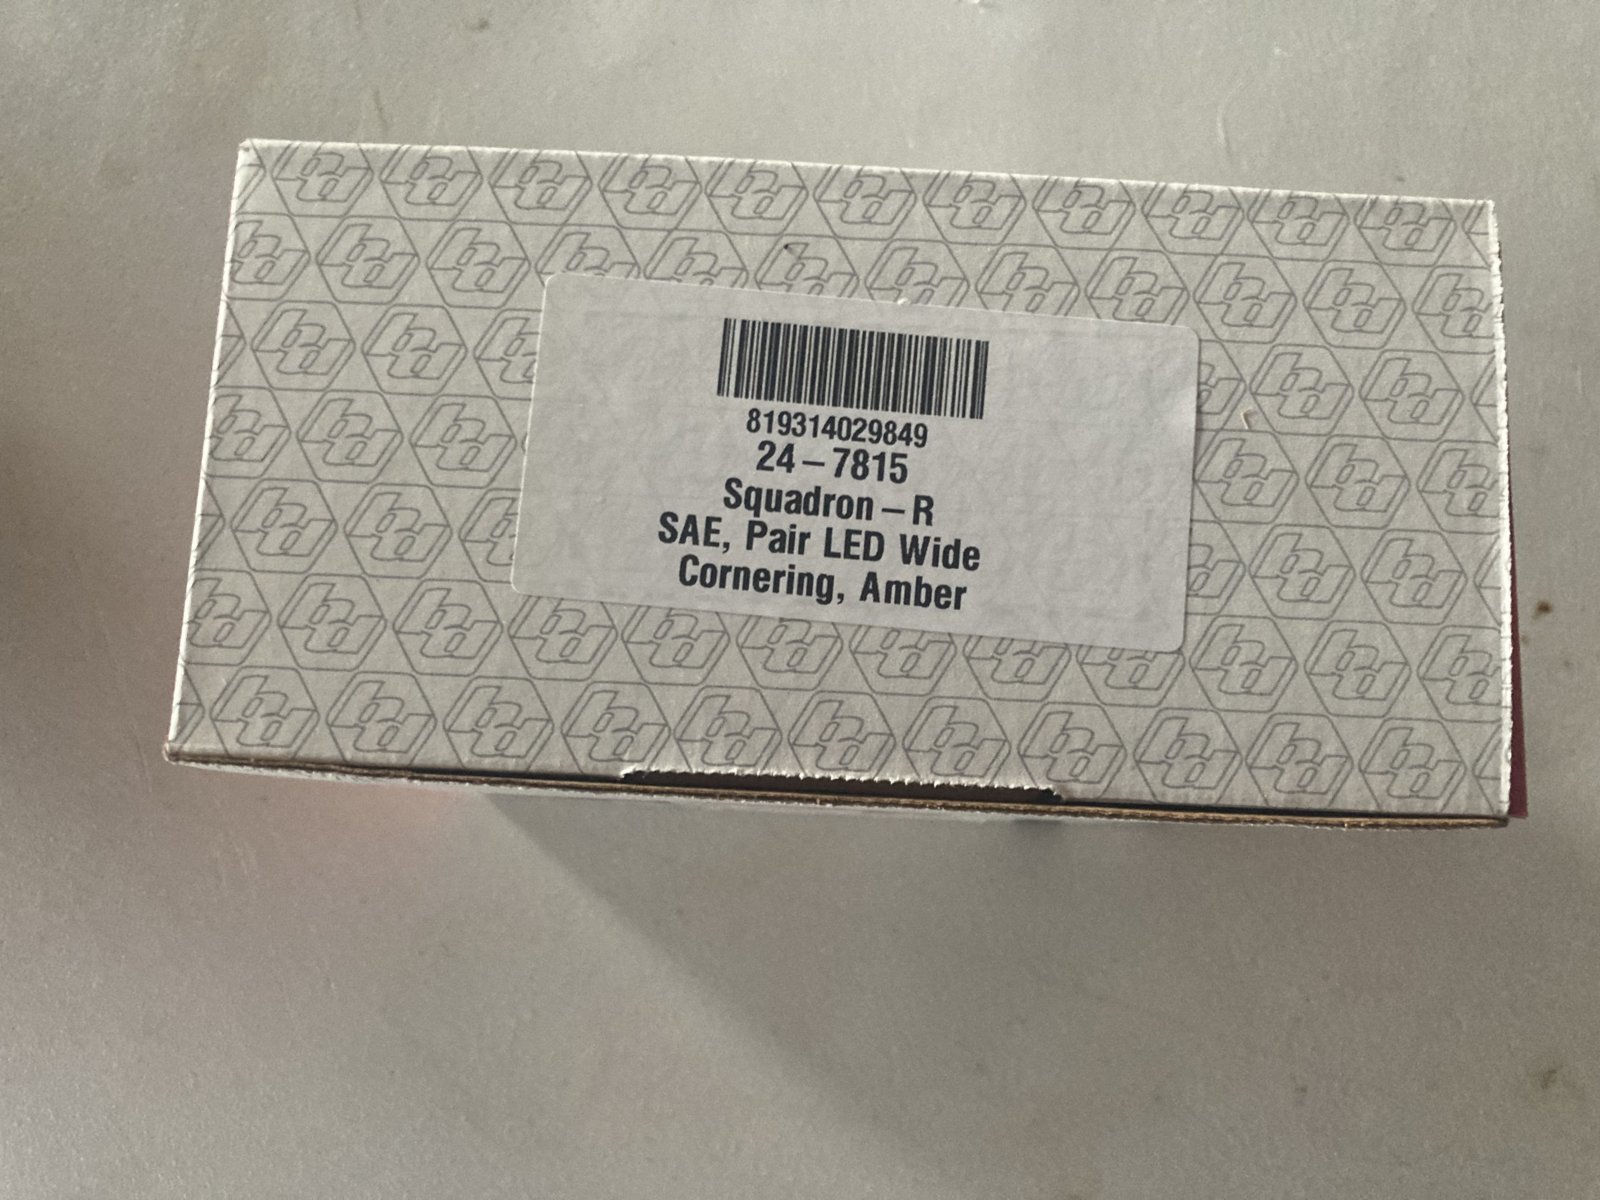 819314029849
24-7815
Squadron-R
SAE, Pair LED Wide
Cornering, Amber